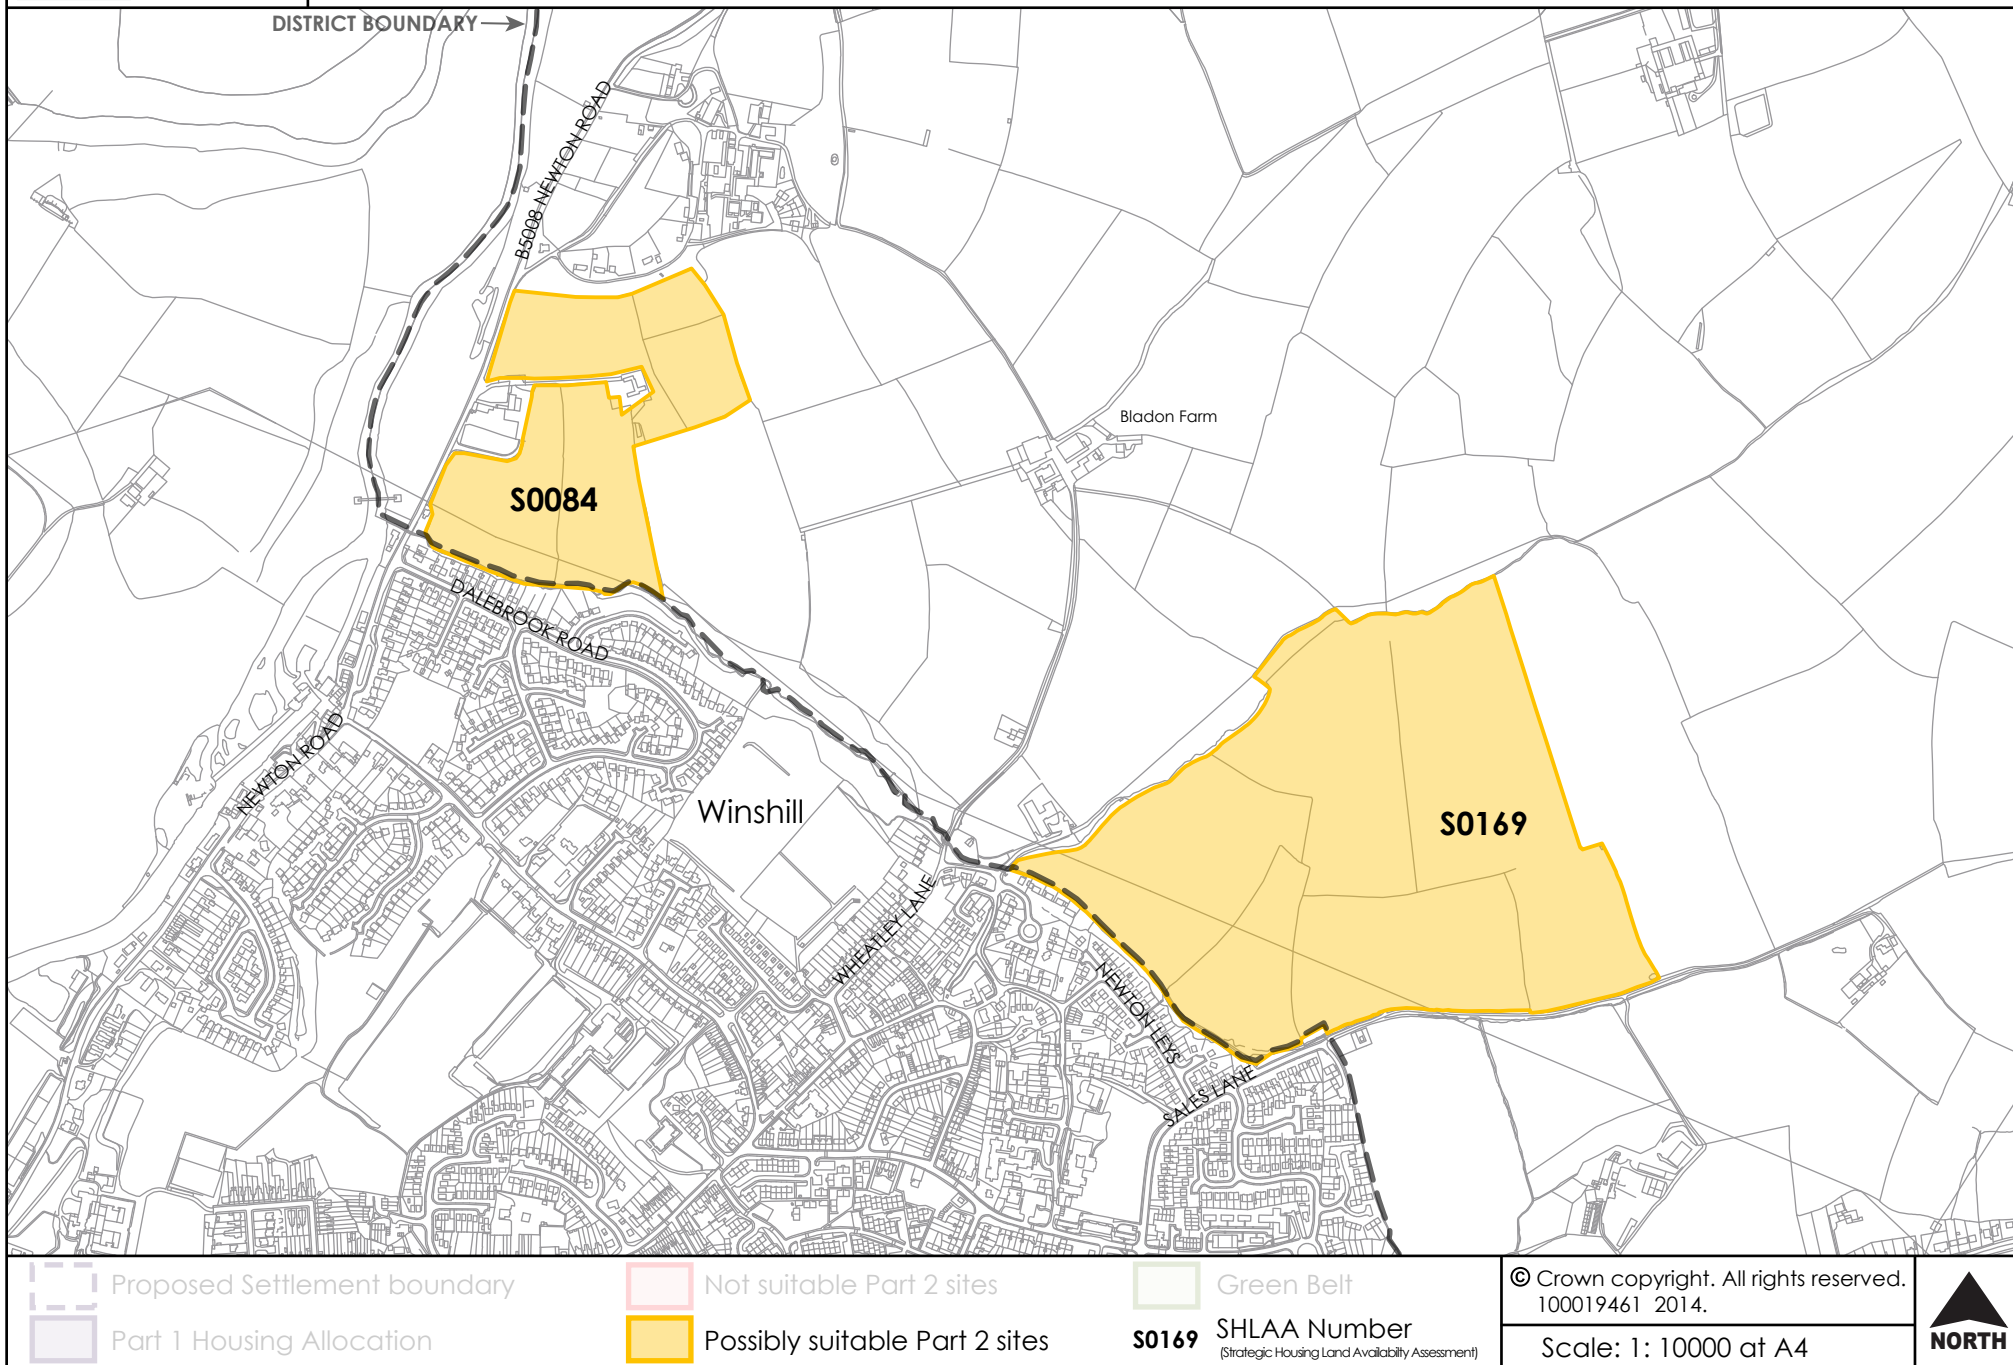 DISTRICT BOUNDARY
B5008 NEWTON ROAD
Bladon Farm
S0084
DALEBROOK ROAD
NEWTON ROAD
Winshill
S0169
WHEATLEY LANE
NEWTON LEYS
SALES LANE
Proposed Settlement boundary
Part 1 Housing Allocation
Not suitable Part 2 sites
Possibly suitable Part 2 sites
Green Belt
S0169 SHLAA Number
(Strategic Housing Land Availabilty Assessment)
© Crown copyright. All rights reserved.
100019461 2014.
Scale: 1: 10000 at A4
NORTH